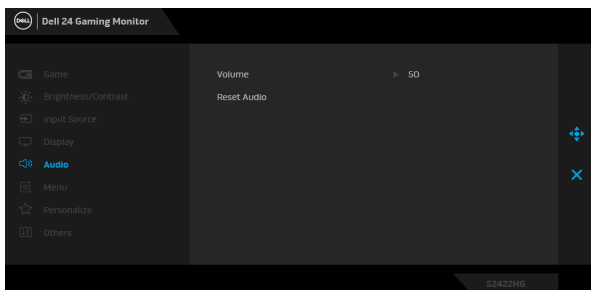 DELL
Dell 24 Gaming Monitor
Game
Brightness/Contrast
Input Source
Display
Audio
Menu
Personalize
Others
Volume 50
Reset Audio
S2422HG